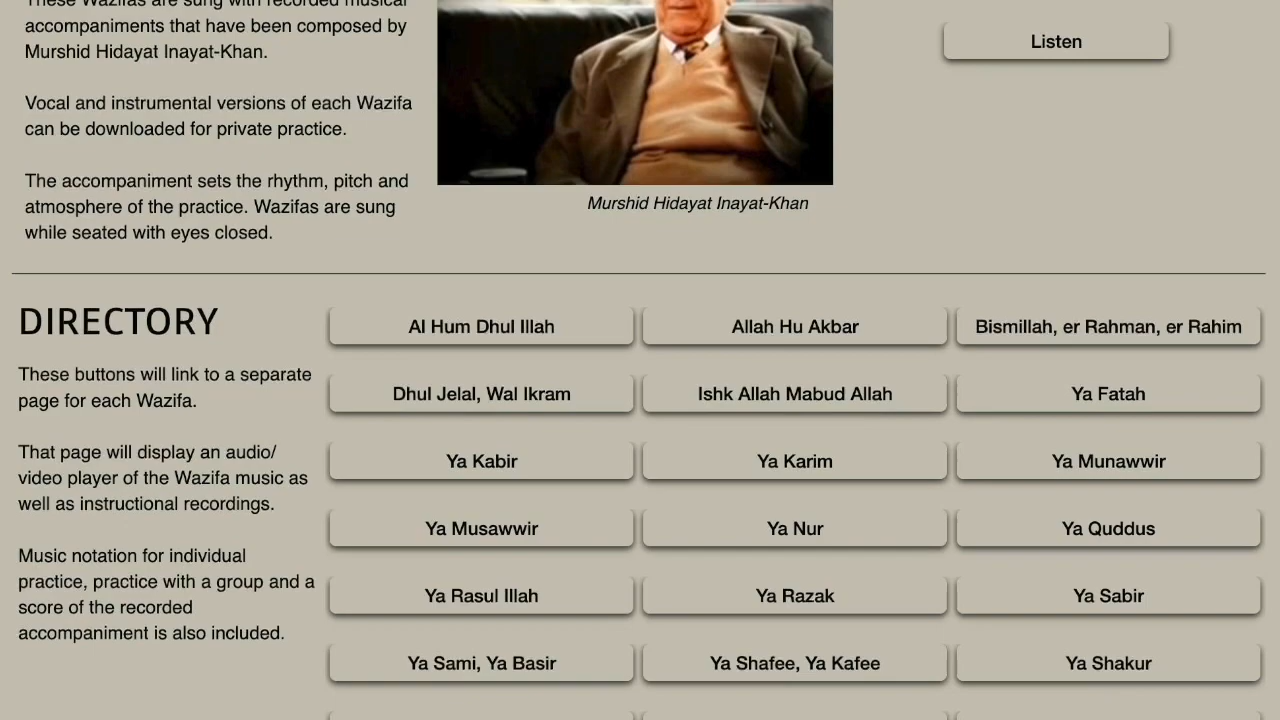 These Wazifas are sung with recorded musical
accompaniments that have been composed by
Murshid Hidayat Inayat-Khan.
Vocal and instrumental versions of each Wazifa
can be downloaded for private practice.
The accompaniment sets the rhythm, pitch and
atmosphere of the practice. Wazifas are sung
while seated with eyes closed.
Murshid Hidayat Inayat-Khan
Listen
DIRECTORY
These buttons will link to a separate
page for each Wazifa.
That page will display an audio/
video player of the Wazifa music as
well as instructional recordings.
Music notation for individual
practice, practice with a group and a
score of the recorded
accompaniment is also included.
Al Hum Dhul Illah
Allah Hu Akbar
Bismillah, er Rahman, er Rahim
Dhul Jelal, Wal Ikram
Ishk Allah Mabud Allah
Ya Fatah
Ya Kabir
Ya Karim
Ya Munawwir
Ya Musawwir
Ya Nur
Ya Quddus
Ya Rasul Illah
Ya Razak
Ya Sabir
Ya Sami, Ya Basir
Ya Shafee, Ya Kafee
Ya Shakur